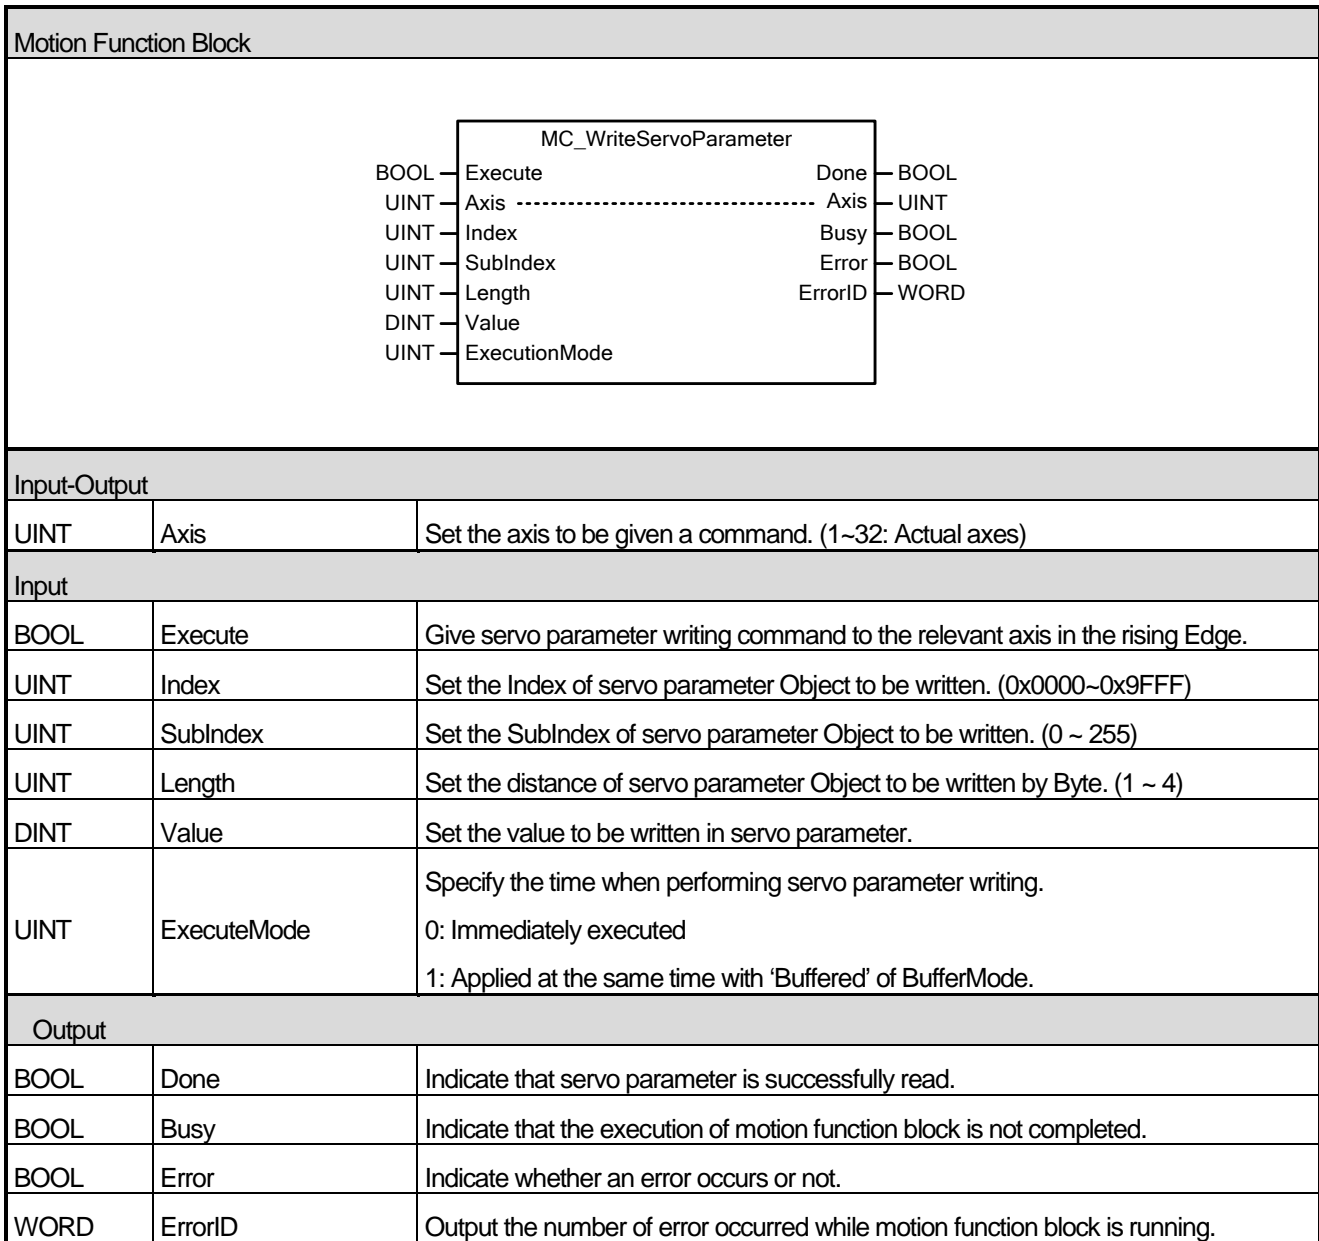 Motion Function Block
MC_WriteServoParameter
BOOL Execute Done BOOL
UINT Axis Axis UINT
UINT Index Busy BOOL
UINT SubIndex Error BOOL
UINT Length ErrorID WORD
DINT Value
UINT ExecutionMode
Input-Output
UINT Axis Set the axis to be given a command. (1~32: Actual axes)
Input
BOOL Execute Give servo parameter writing command to the relevant axis in the rising Edge.
UINT Index Set the Index of servo parameter Object to be written. (0x0000~0x9FFF)
UINT SubIndex Set the SubIndex of servo parameter Object to be written. (0 ~ 255)
UINT Length Set the distance of servo parameter Object to be written by Byte. (1 ~ 4)
DINT Value Set the value to be written in servo parameter.
Specify the time when performing servo parameter writing.
UINT ExecuteMode 0: Immediately executed
1: Applied at the same time with ‘Buffered’ of BufferMode.
Output
BOOL Done Indicate that servo parameter is successfully read.
BOOL Busy Indicate that the execution of motion function block is not completed.
BOOL Error Indicate whether an error occurs or not.
WORD ErrorID Output the number of error occurred while motion function block is running.